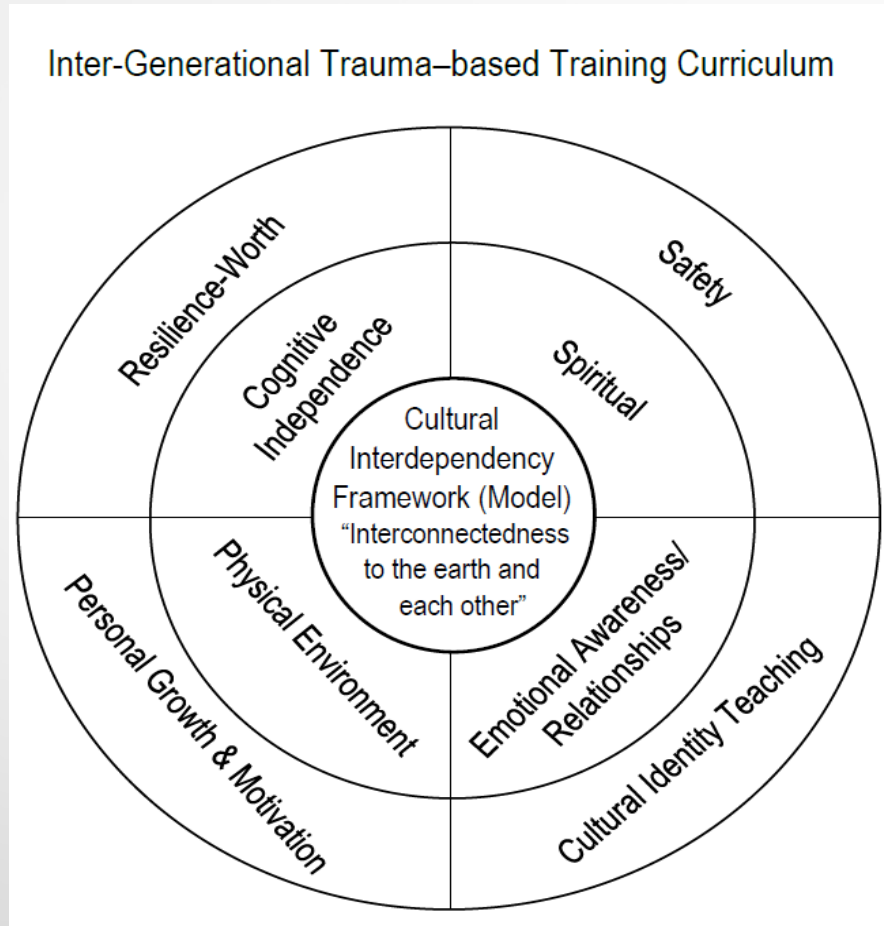 Inter-Generational Trauma–based Training Curriculum
Resilience-Worth
Safety
Cognitive
Independence
Spiritual
Cultural
Interdependency
Framework (Model)
“Interconnectedness
to the earth and
each other”
Physical Environment
Emotional Awareness/
Relationships
Personal Growth & Motivation
Cultural Identity Teaching